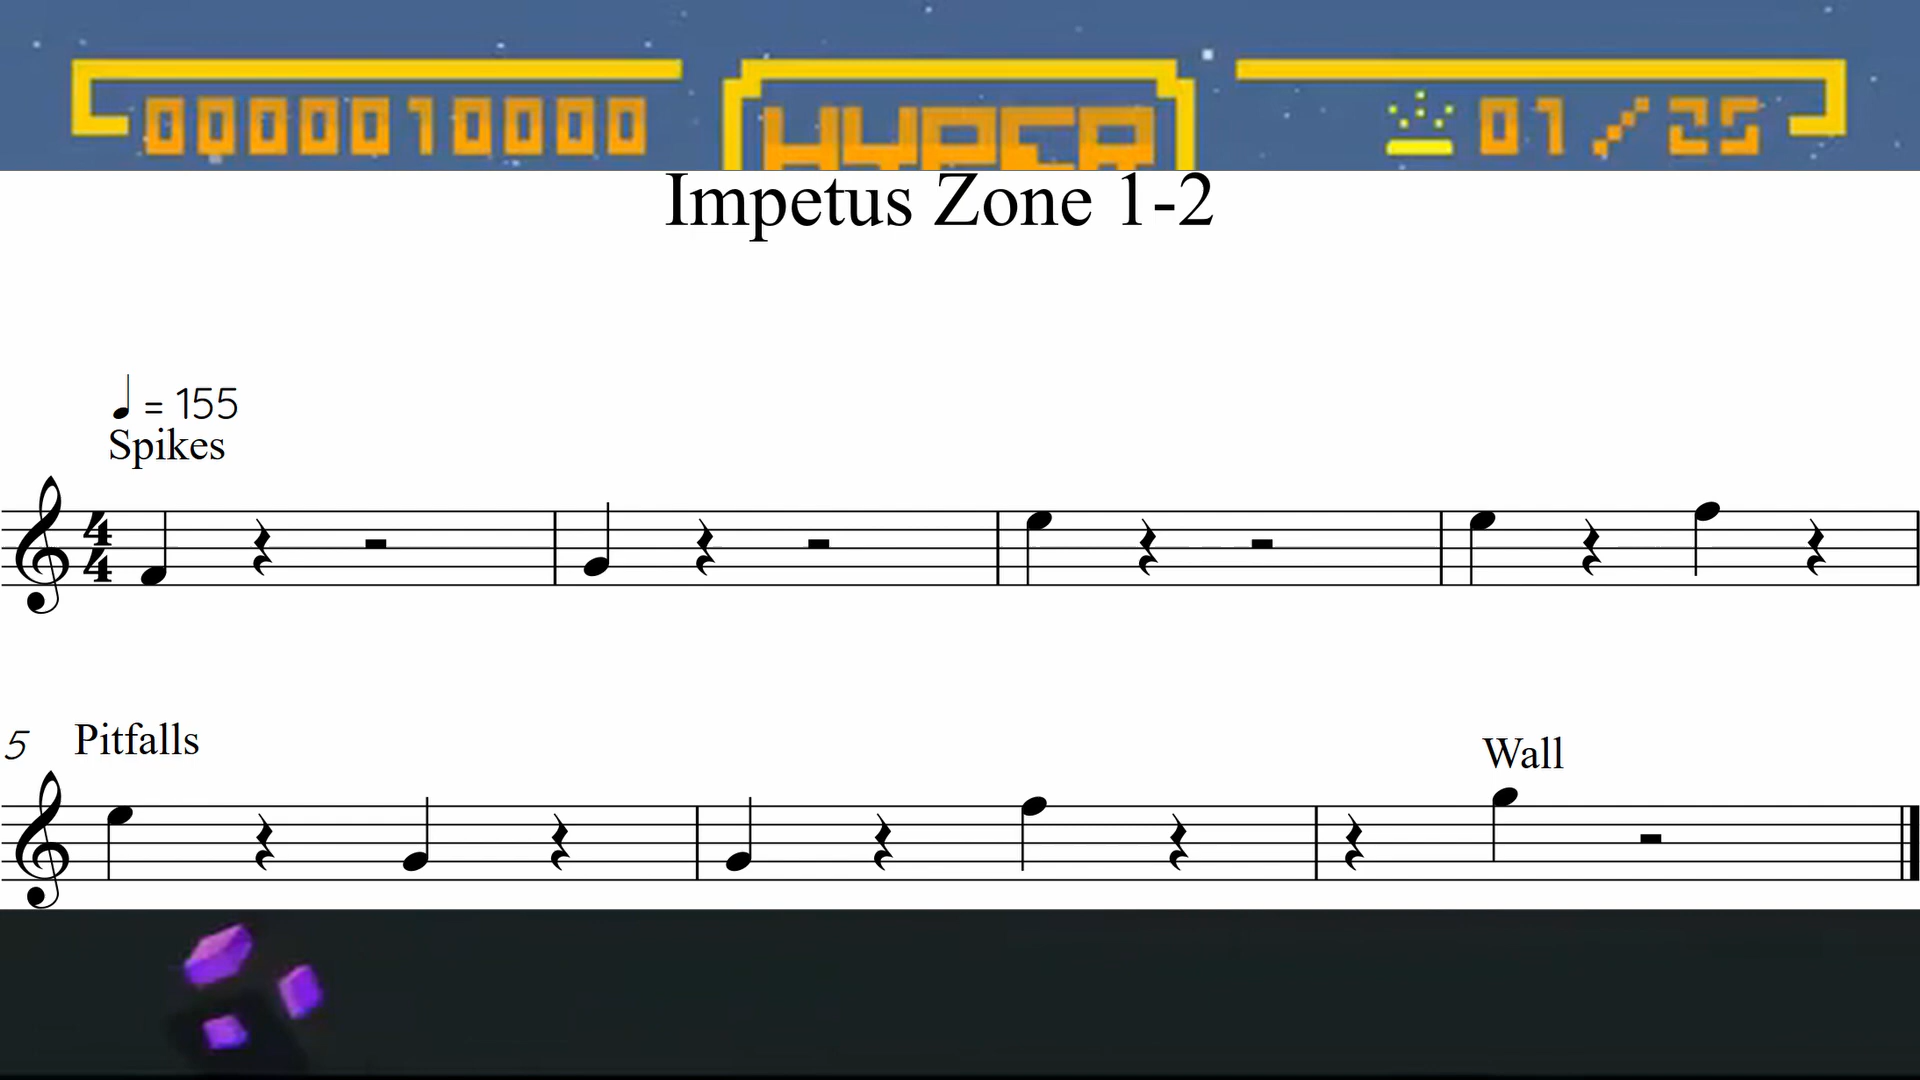 0000010000 HYPER 01/25
Impetus Zone 1-2
♩ = 155
Spikes
4
4
5 Pitfalls Wall